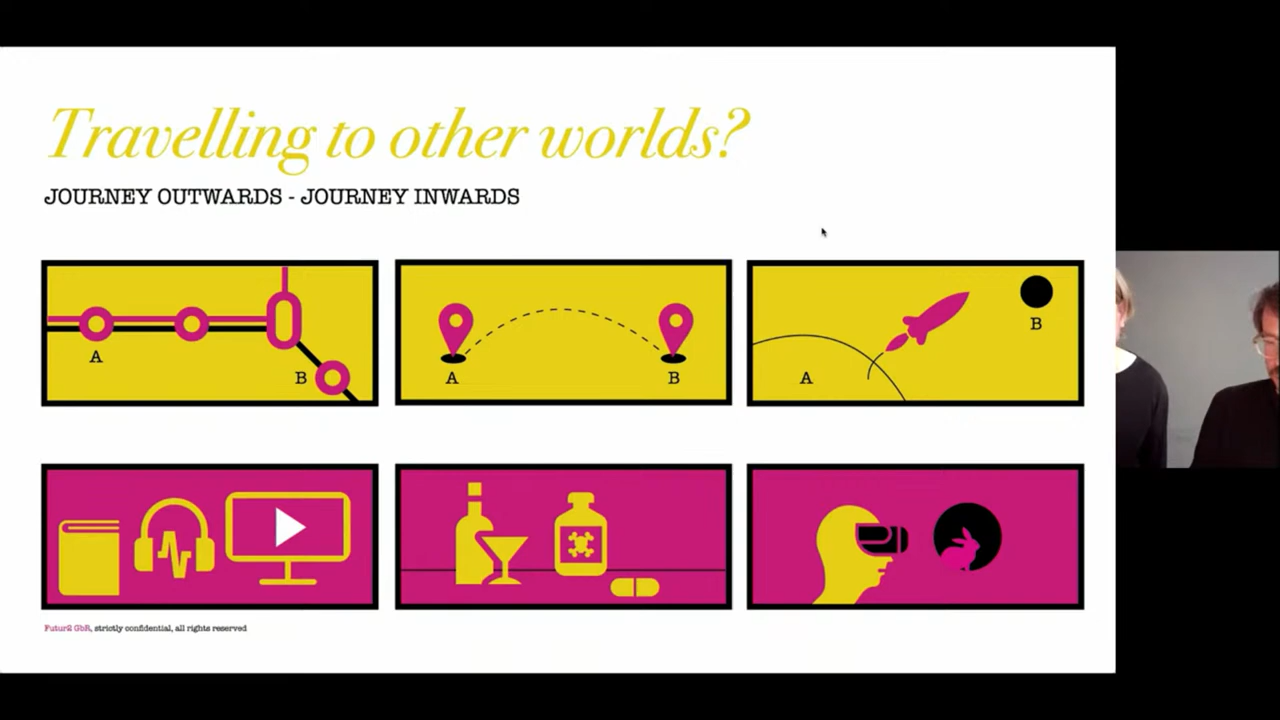 Travelling to other worlds?
JOURNEY OUTWARDS - JOURNEY INWARDS
A
B
A
B
A
B
Futur2 GbR, strictly confidential, all rights reserved